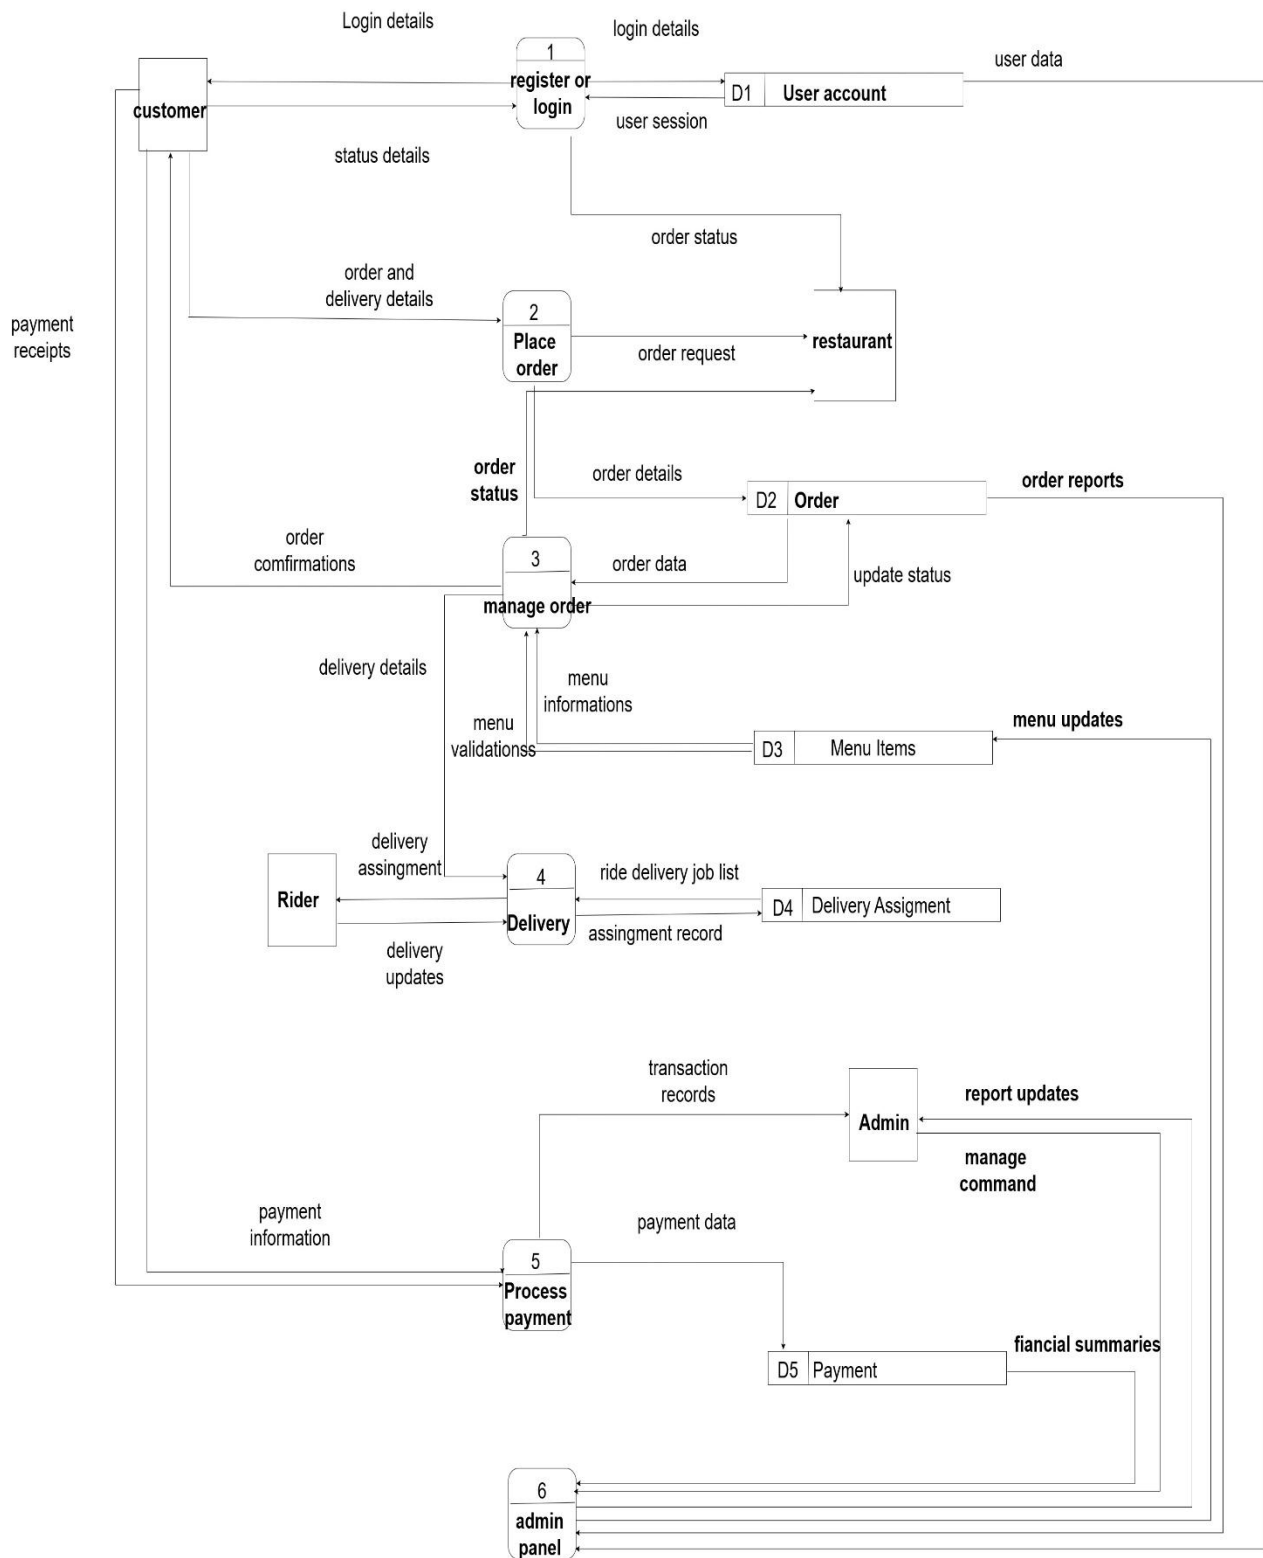 Login details
login details
1
register or
login
customer
D1
User account
user data
user session
status details
order status
order and
delivery details
2
Place
order
order request
restaurant
payment
receipts
order
status
order details
D2
Order
order reports
order
comfirmations
3
manage order
order data
update status
delivery details
menu
informations
menu
validationss
D3
Menu Items
menu updates
delivery
assingment
Rider
4
Delivery
ride delivery job list
D4
Delivery Assigment
assingment record
delivery
updates
transaction
records
Admin
report updates
manage
command
payment
information
payment data
5
Process
payment
fiancial summaries
D5
Payment
6
admin
panel